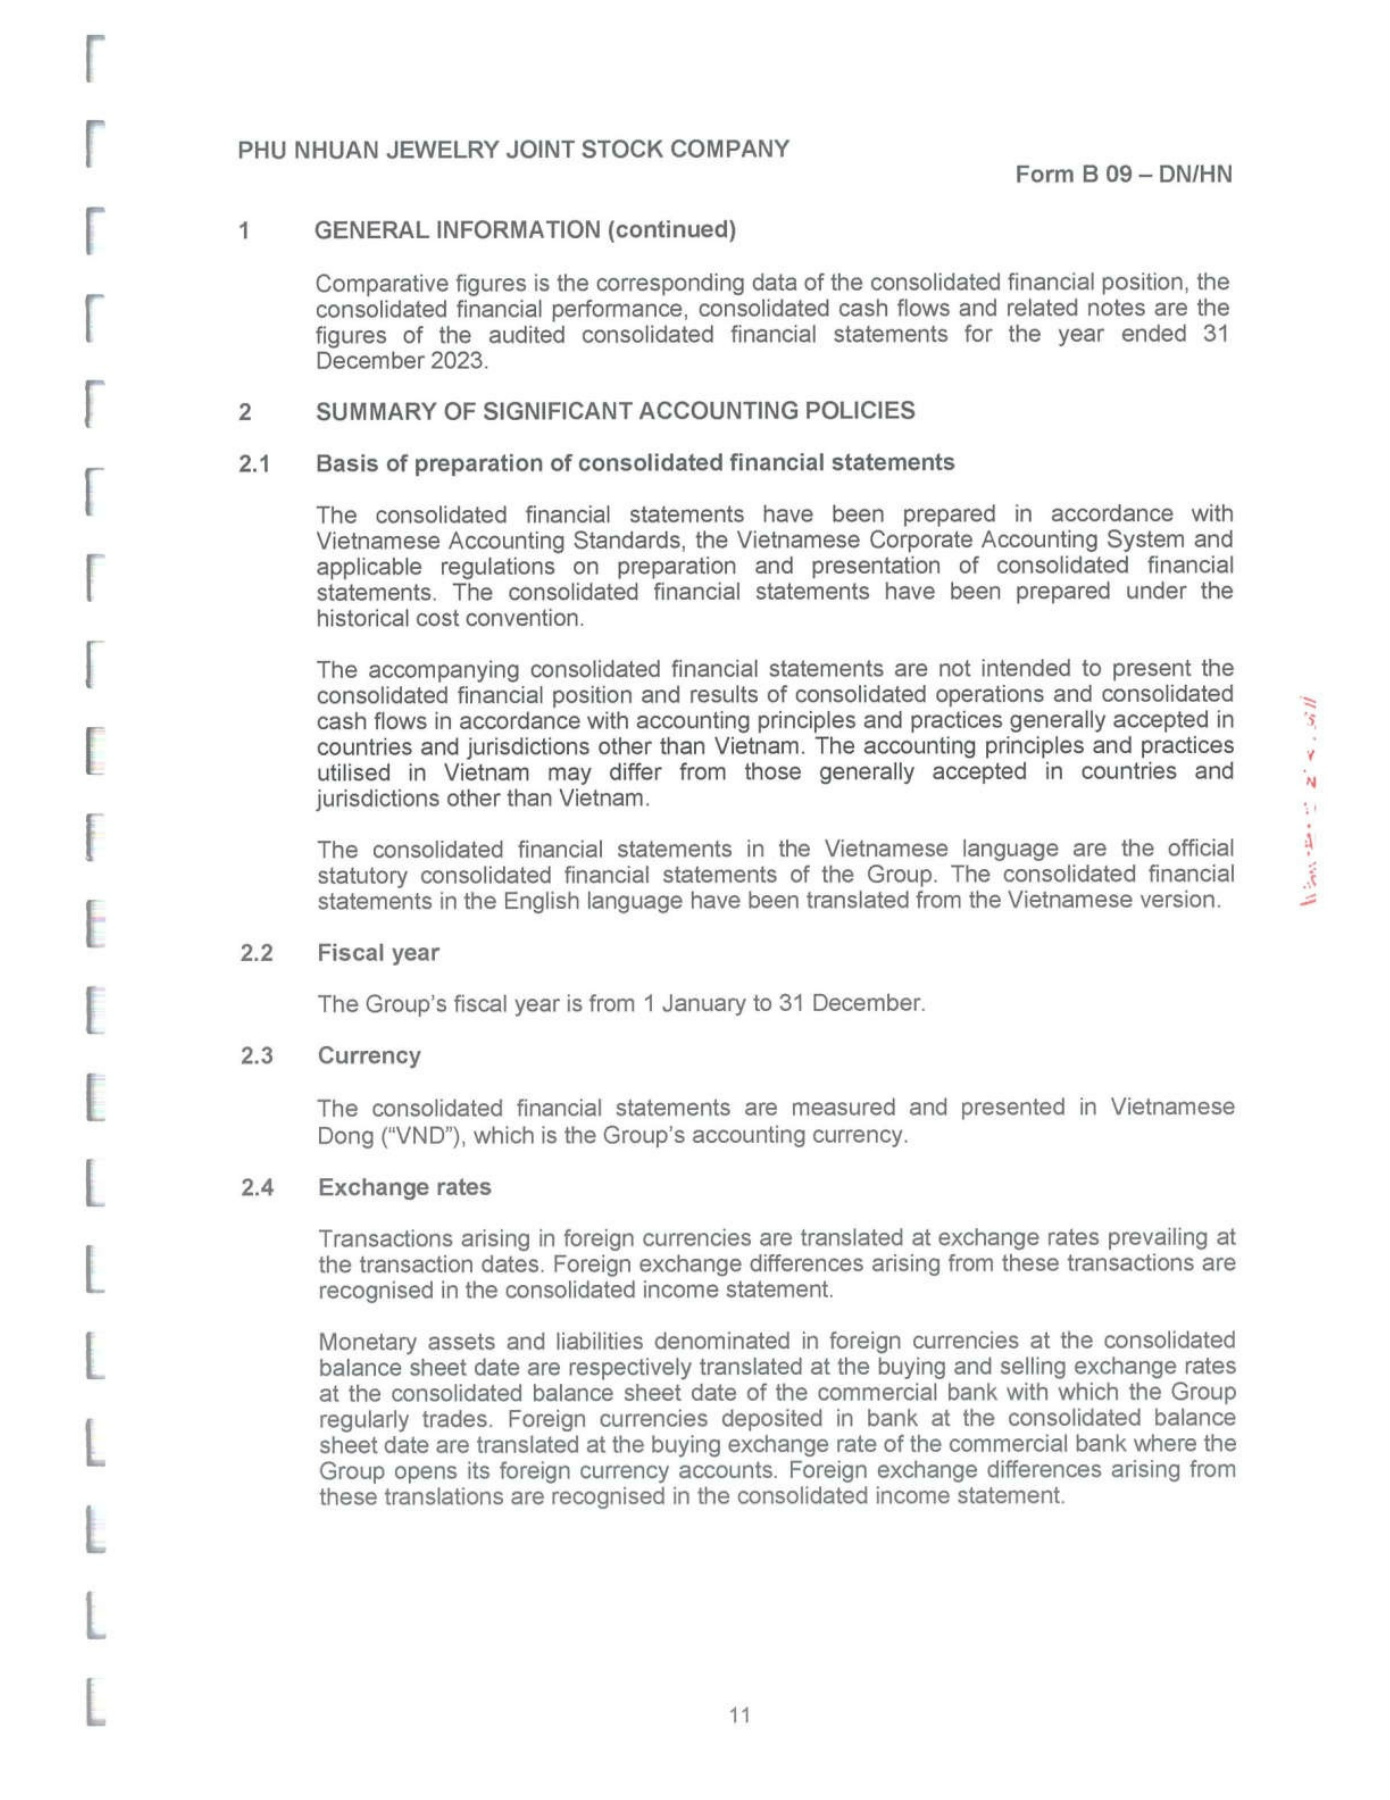 PHU NHUAN JEWELRY JOINT STOCK COMPANY
Form B 09 – DN/HN
1 GENERAL INFORMATION (continued)
Comparative figures is the corresponding data of the consolidated financial position, the
consolidated financial performance, consolidated cash flows and related notes are the
figures of the audited consolidated financial statements for the year ended 31
December 2023.
2 SUMMARY OF SIGNIFICANT ACCOUNTING POLICIES
2.1 Basis of preparation of consolidated financial statements
The consolidated financial statements have been prepared in accordance with
Vietnamese Accounting Standards, the Vietnamese Corporate Accounting System and
applicable regulations on preparation and presentation of consolidated financial
statements. The consolidated financial statements have been prepared under the
historical cost convention.
The accompanying consolidated financial statements are not intended to present the
consolidated financial position and results of consolidated operations and consolidated
cash flows in accordance with accounting principles and practices generally accepted in
countries and jurisdictions other than Vietnam. The accounting principles and practices
utilised in Vietnam may differ from those generally accepted in countries and
jurisdictions other than Vietnam.
The consolidated financial statements in the Vietnamese language are the official
statutory consolidated financial statements of the Group. The consolidated financial
statements in the English language have been translated from the Vietnamese version.
2.2 Fiscal year
The Group's fiscal year is from 1 January to 31 December.
2.3 Currency
The consolidated financial statements are measured and presented in Vietnamese
Dong (“VND”), which is the Group's accounting currency.
2.4 Exchange rates
Transactions arising in foreign currencies are translated at exchange rates prevailing at
the transaction dates. Foreign exchange differences arising from these transactions are
recognised in the consolidated income statement.
Monetary assets and liabilities denominated in foreign currencies at the consolidated
balance sheet date are respectively translated at the buying and selling exchange rates
at the consolidated balance sheet date of the commercial bank with which the Group
regularly trades. Foreign currencies deposited in bank at the consolidated balance
sheet date are translated at the buying exchange rate of the commercial bank where the
Group opens its foreign currency accounts. Foreign exchange differences arising from
these translations are recognised in the consolidated income statement.
11